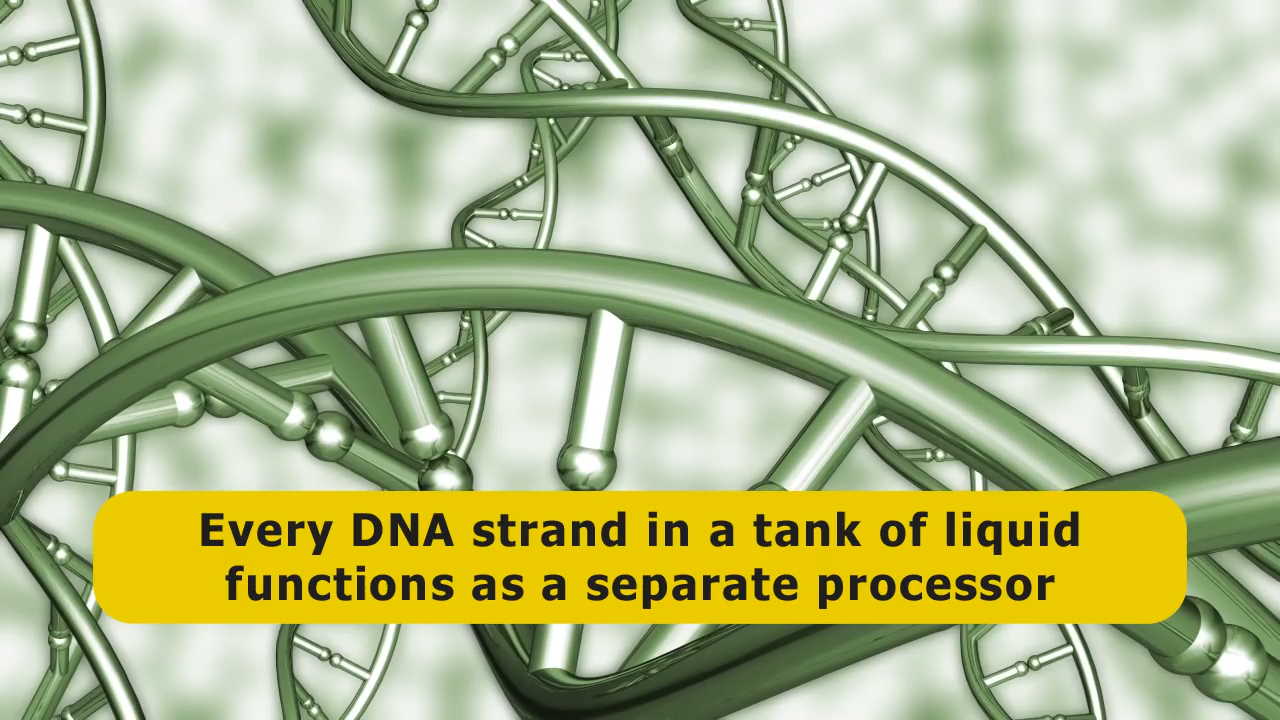 Every DNA strand in a tank of liquid
functions as a separate processor